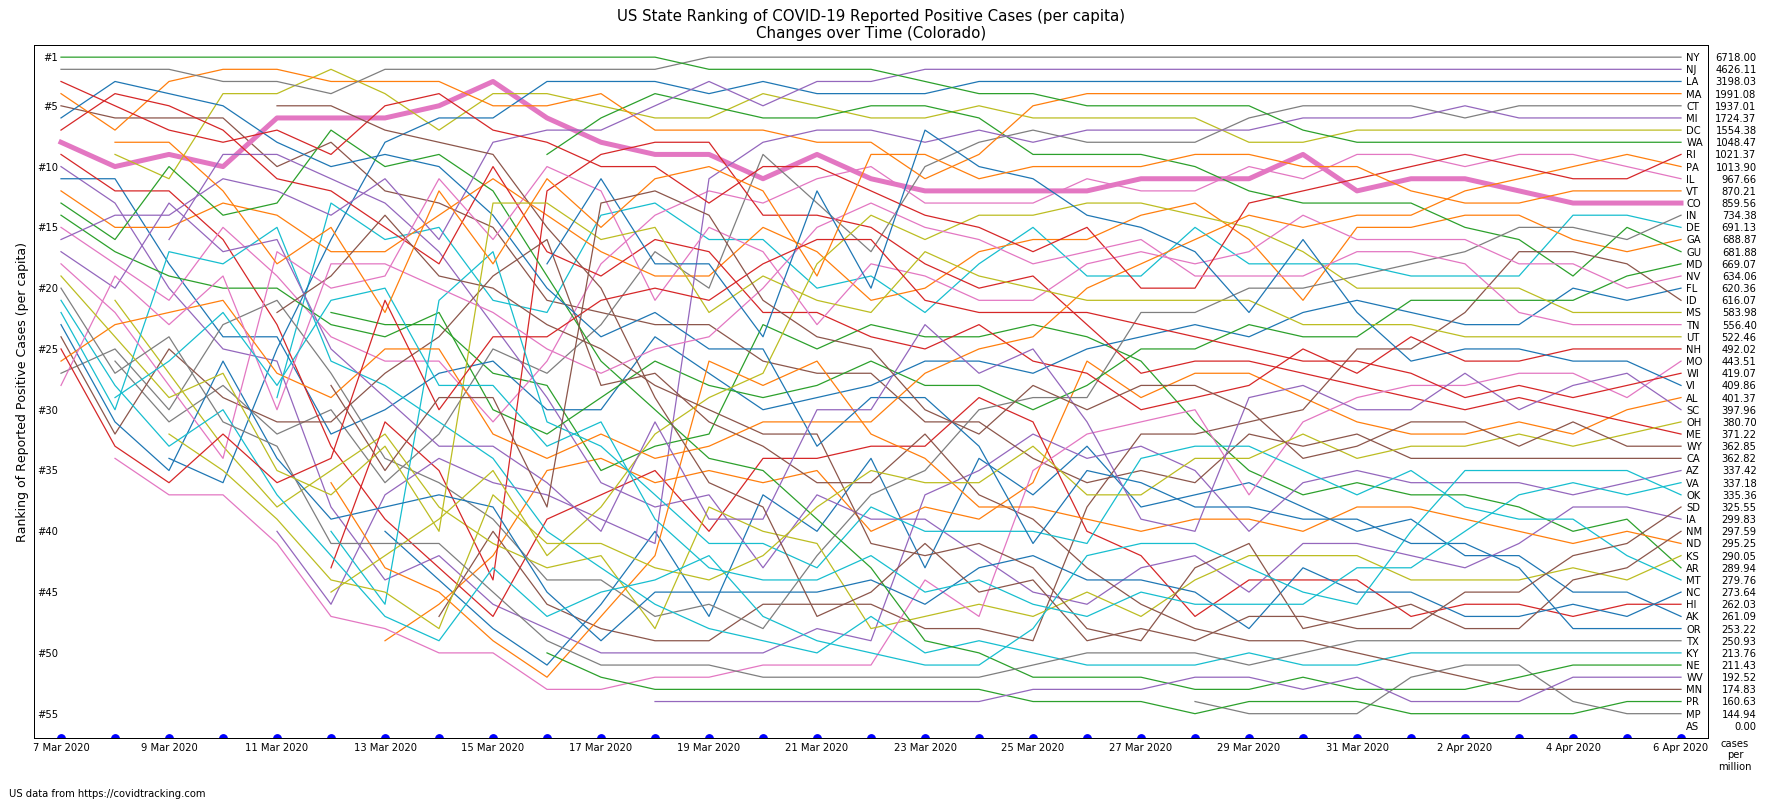 US State Ranking of COVID-19 Reported Positive Cases (per capita)
Changes over Time (Colorado)
Ranking of Reported Positive Cases (per capita)
#1
#5
#10
#15
#20
#25
#30
#35
#40
#45
#50
#55
NY 6718.00
NJ 4626.11
LA 3198.03
MA 1991.08
CT 1937.01
MI 1724.37
DC 1554.38
WA 1048.47
RI 1021.37
PA 1013.90
IL 967.66
VT 870.21
CO 859.56
IN 734.38
DE 691.13
GA 688.87
GU 681.88
MD 669.07
NV 634.06
FL 620.36
ID 616.07
MS 583.98
TN 556.40
UT 522.46
NH 492.02
MO 443.51
WI 419.07
VI 409.86
AL 401.37
SC 397.96
OH 380.70
ME 371.22
WY 362.85
CA 362.82
AZ 337.42
VA 337.18
OK 335.36
SD 325.55
IA 299.83
NM 297.59
ND 295.25
KS 290.05
AR 289.94
MT 279.76
NC 273.64
HI 262.03
AK 261.09
OR 253.22
TX 250.93
KY 213.76
NE 211.43
WV 192.52
MN 174.83
PR 160.63
MP 144.94
AS 0.00
7 Mar 2020 9 Mar 2020 11 Mar 2020 13 Mar 2020 15 Mar 2020 17 Mar 2020 19 Mar 2020 21 Mar 2020 23 Mar 2020 25 Mar 2020 27 Mar 2020 29 Mar 2020 31 Mar 2020 2 Apr 2020 4 Apr 2020 6 Apr 2020
cases
per
million
US data from https://covidtracking.com